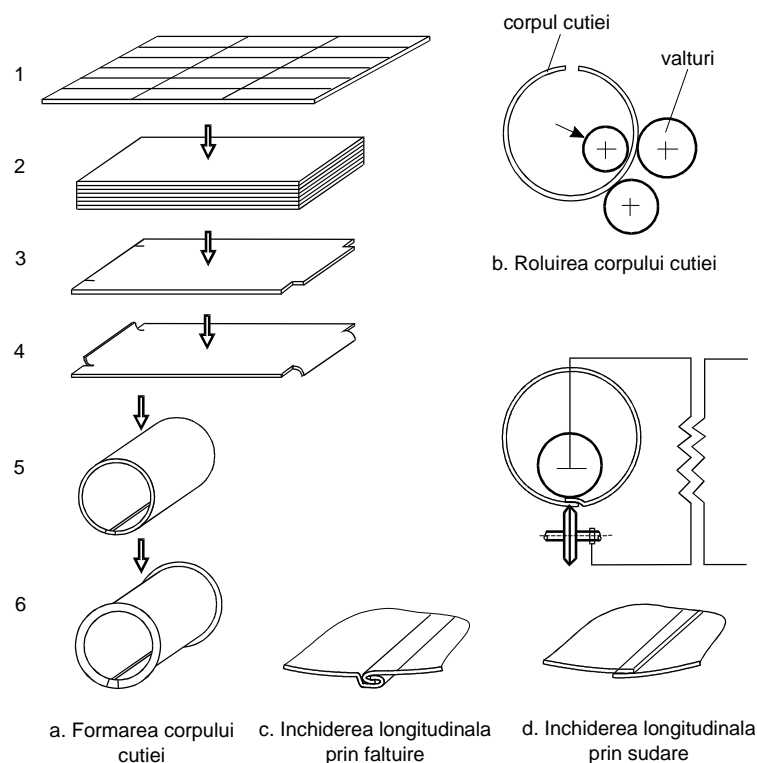 1
2
3
4
5
6
corpul cutiei
valturi
b. Roluirea corpului cutiei
a. Formarea corpului
cutiei
c. Inchiderea longitudinala
prin faltuire
d. Inchiderea longitudinala
prin sudare